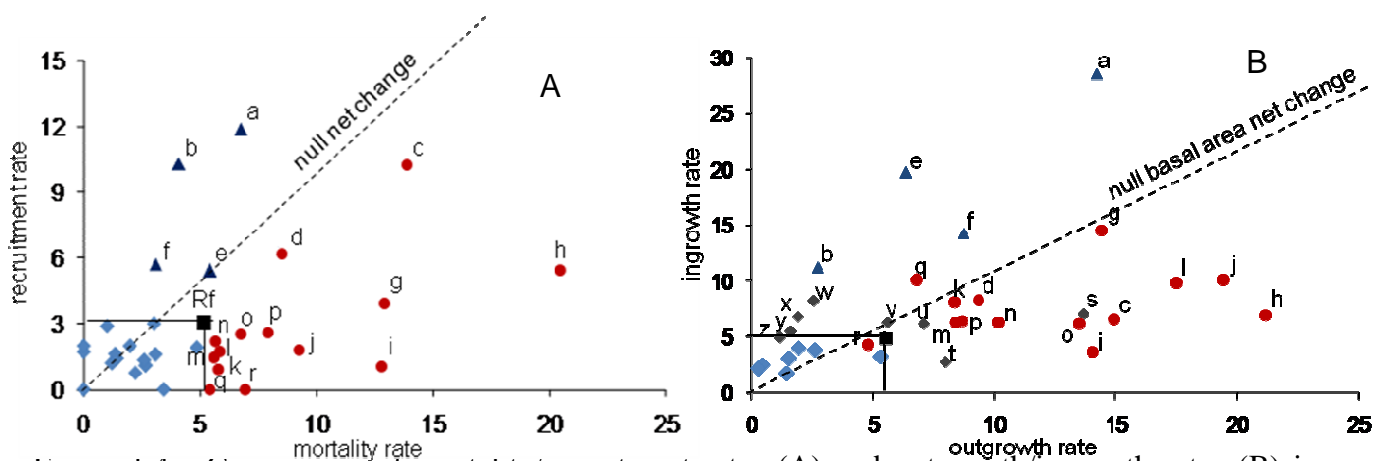 A
recruitment rate
15
12
9
6
3
0
0 5 10 15 20 25
mortality rate
null net change
a
b
c
d
e
f
g
h
Rf
n
o
p
l
j
i
m
k
q
r
B
ingrowth rate
30
25
20
15
10
5
0
0 5 10 15 20 25
outgrowth rate
null basal area net change
a
e
f
b
g
q
w
x
k
d
l
j
h
y
z
v
u
m
p
n
s
c
o
i
r
t